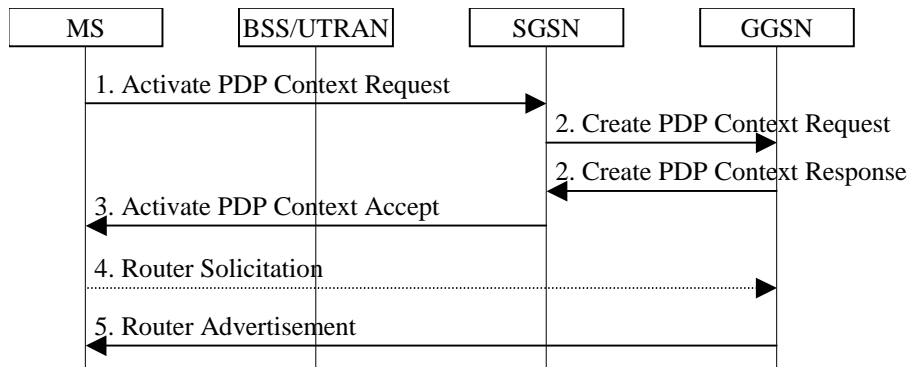 MS BSS/UTRAN SGSN GGSN
1. Activate PDP Context Request
2. Create PDP Context Request
2. Create PDP Context Response
3. Activate PDP Context Accept
4. Router Solicitation
5. Router Advertisement